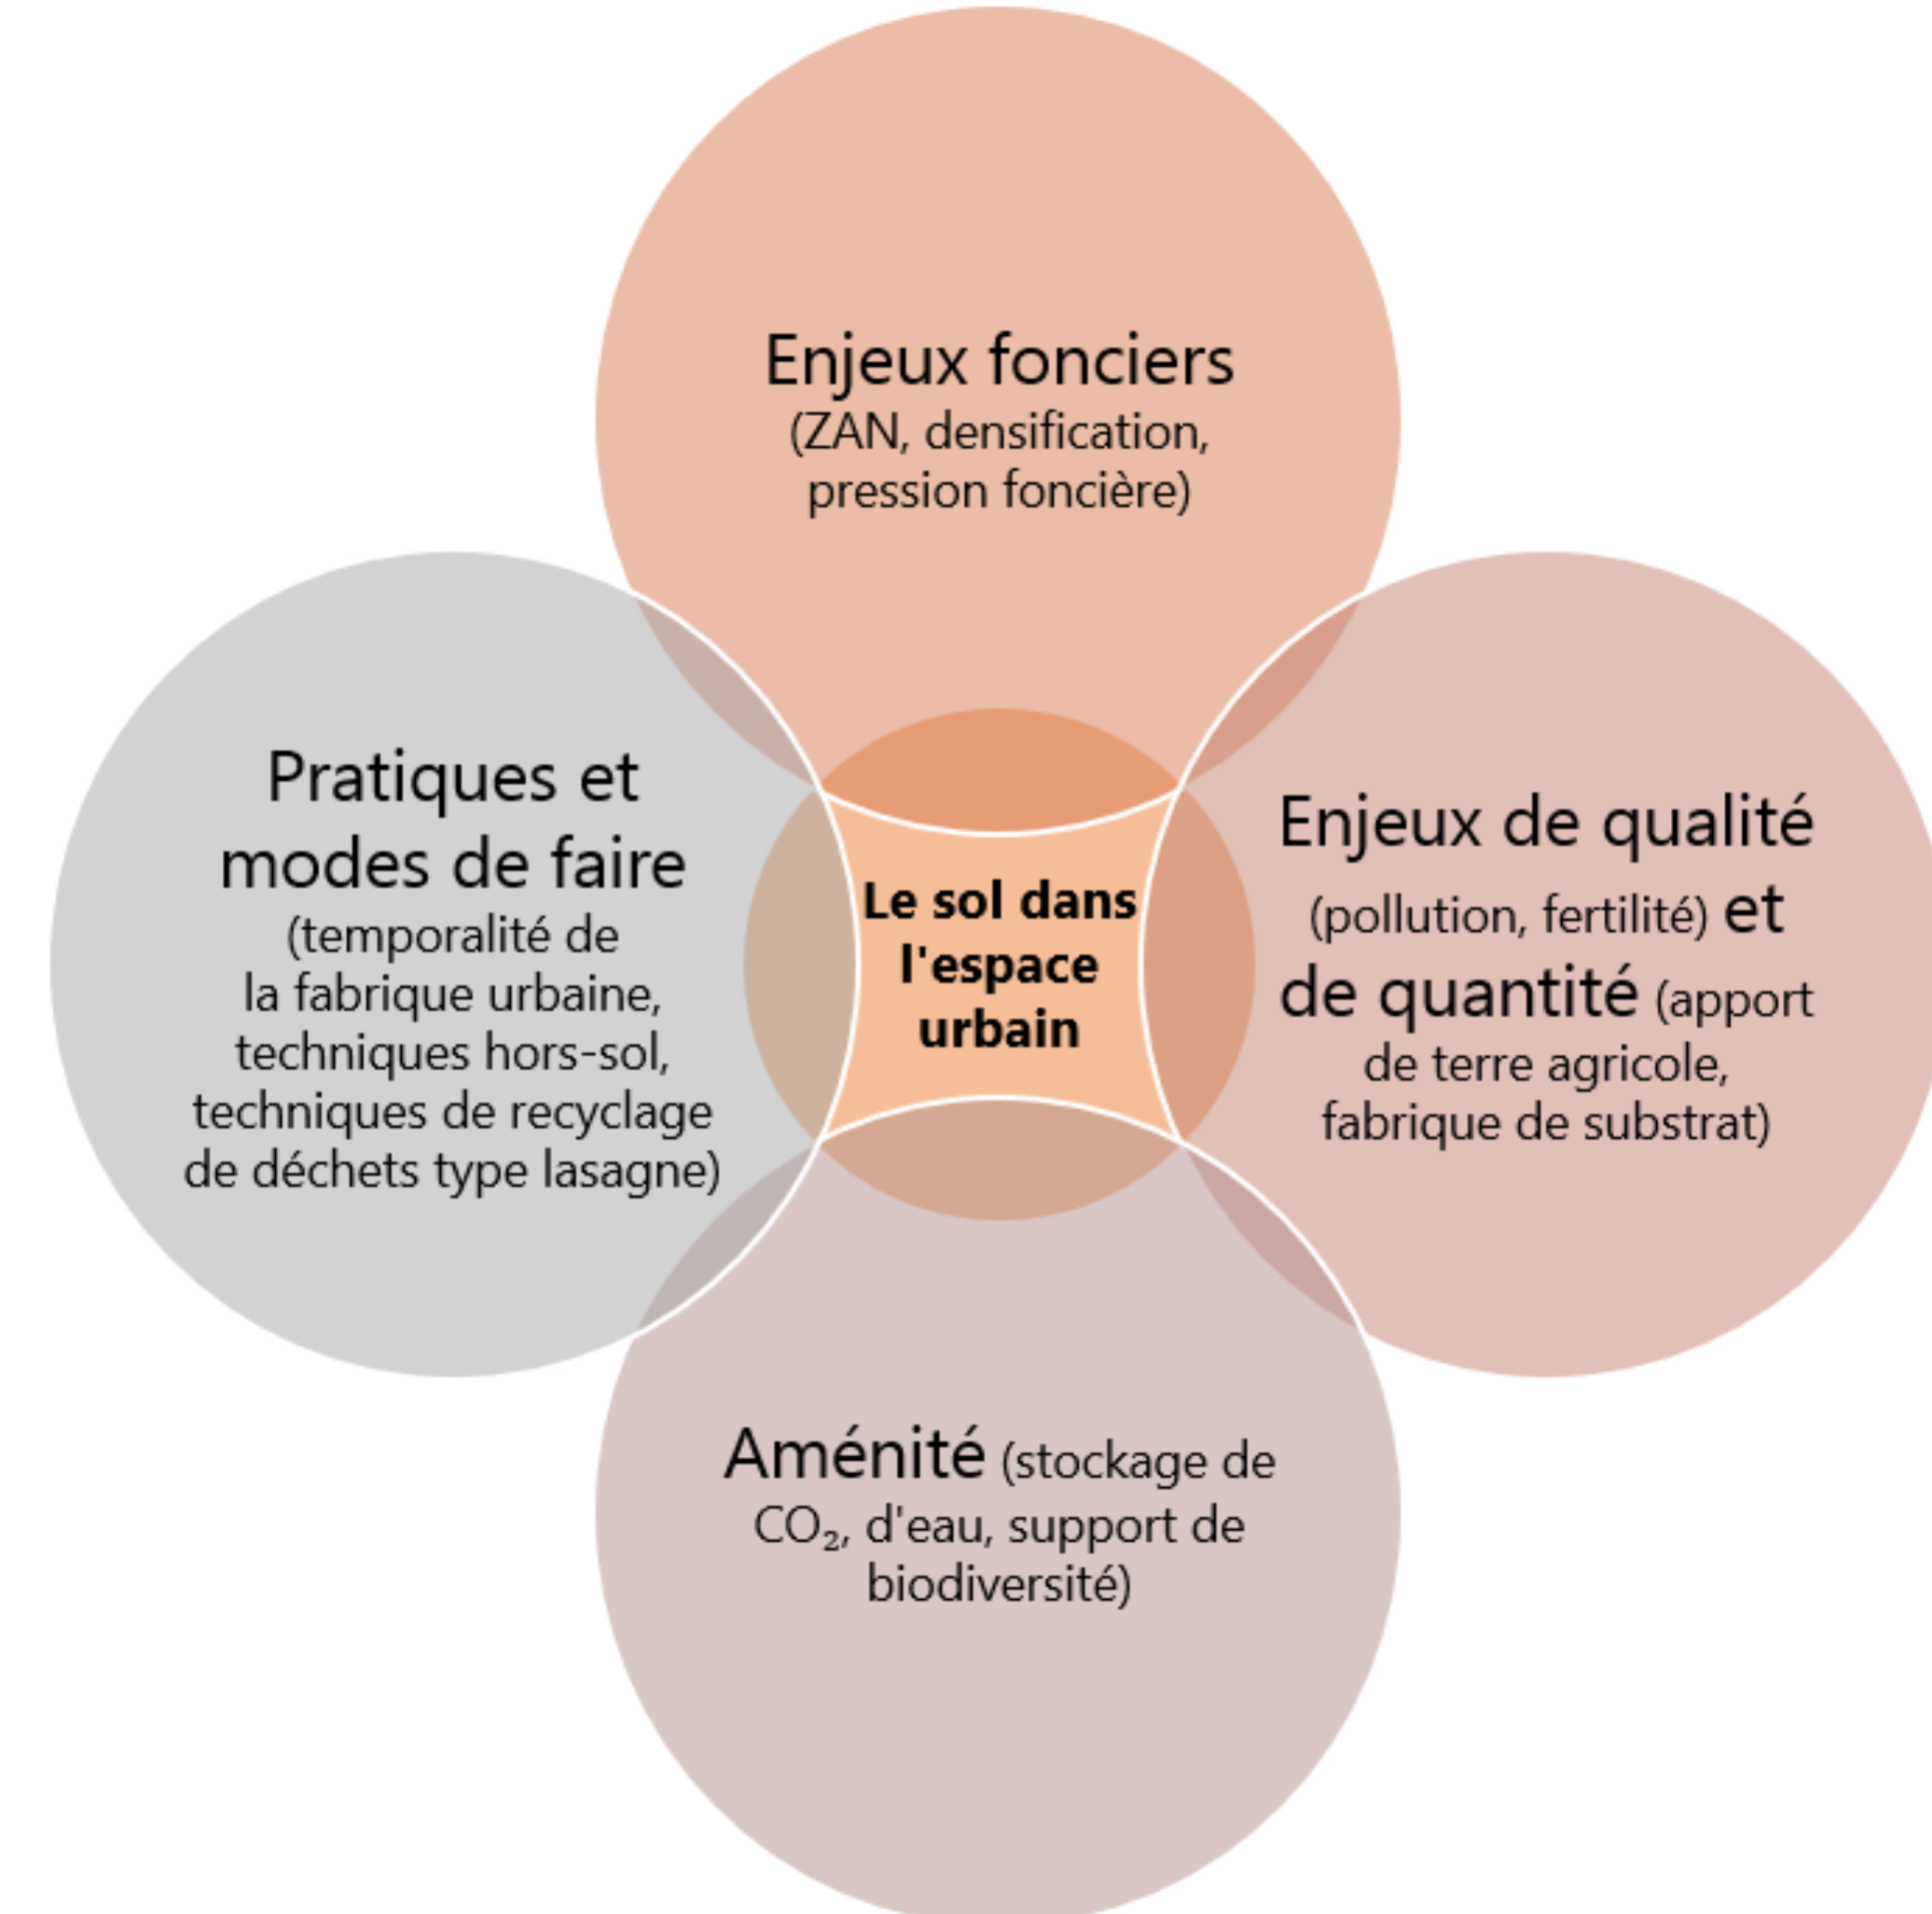 Enjeux fonciers
(ZAN, densification,
pression foncière)
Pratiques et
modes de faire
(temporalité de
la fabrique urbaine,
techniques hors-sol,
techniques de recyclage
de déchets type lasagne)
Le sol dans
l'espace
urbain
Enjeux de qualité
(pollution, fertilité) et
de quantité (apport
de terre agricole,
fabrique de substrat)
Aménité (stockage de
CO₂, d'eau, support de
biodiversité)